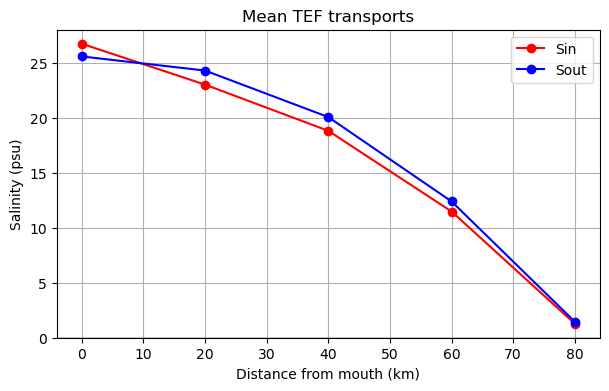 Mean TEF transports
Sin
Sout
Salinity (psu)
25
20
15
10
5
0
0 10 20 30 40 50 60 70 80
Distance from mouth (km)